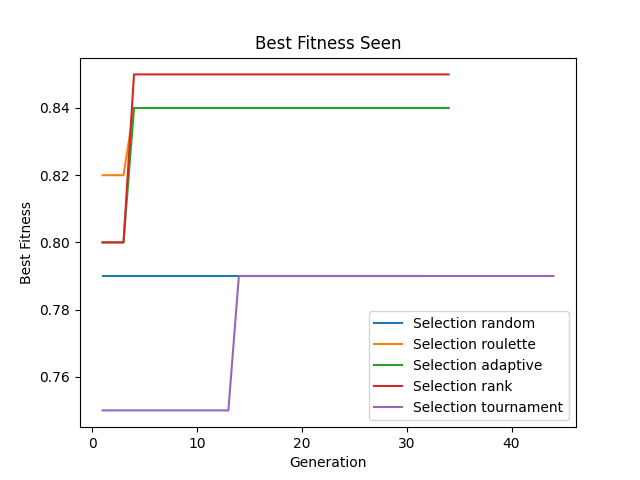 Best Fitness Seen
Best Fitness
0.84
0.82
0.80
0.78
0.76
0
10
20
30
40
Generation
Selection random
Selection roulette
Selection adaptive
Selection rank
Selection tournament